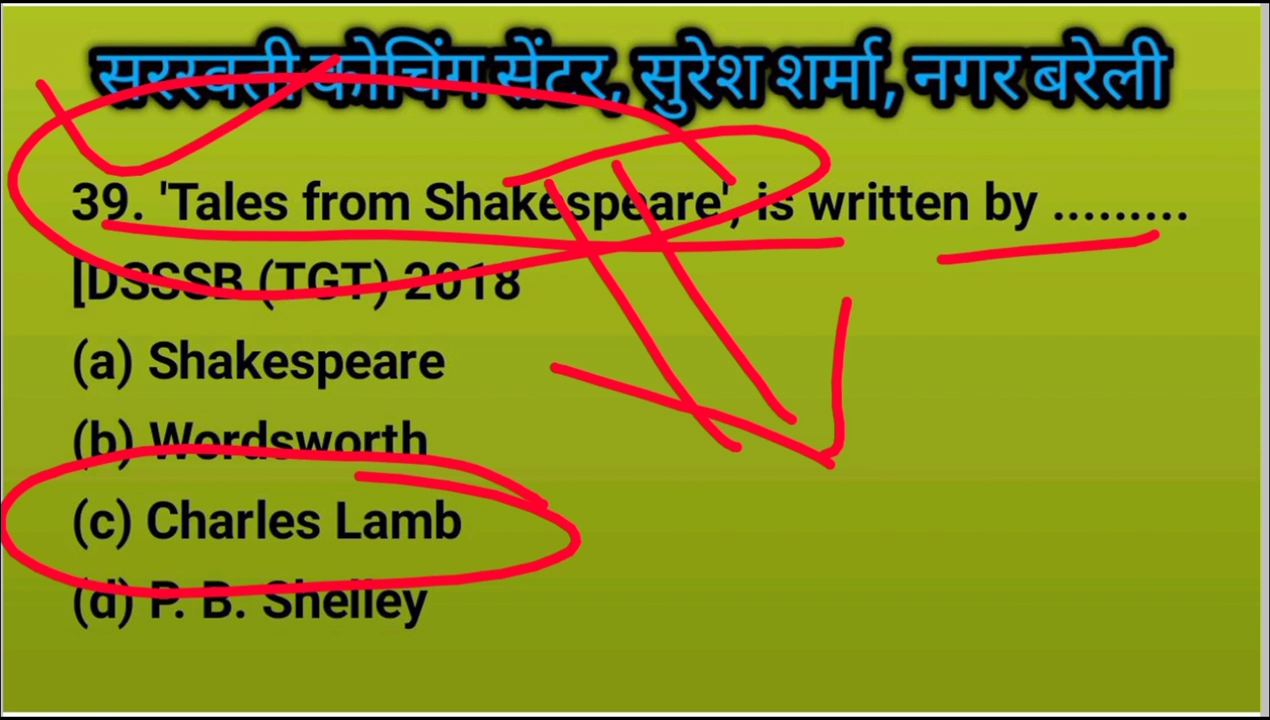 सरस्वती कोचिंग सेंटर, सुरेश शर्मा, नगर बरेली
39. 'Tales from Shakespeare', is written by .........
[DSSSB (TGT) 2018
(a) Shakespeare
(b) Wordsworth
(c) Charles Lamb
(d) P. B. Shelley